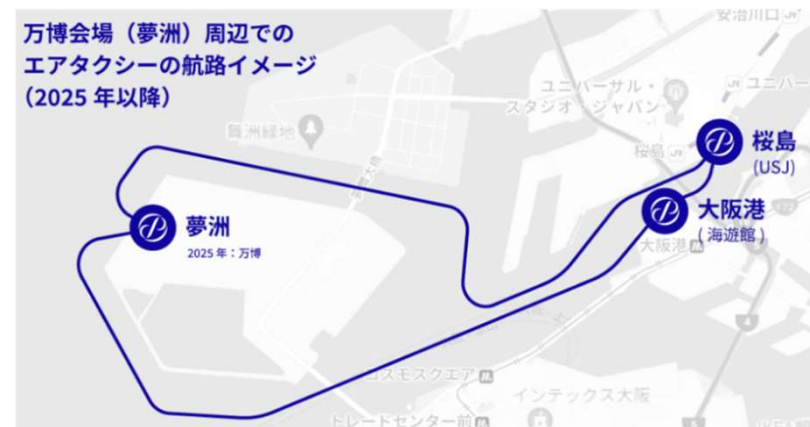 万博会場（夢洲）周辺での
エアタクシーの航路イメージ
（2025 年以降）
安治川口 JR
ユニバーサル・
スタジオ・ジャパン
JR ユニバー
舞洲緑地
桜島 JR
桜島
(USJ)
夢洲
2025 年：万博
大阪港
( 海遊館 )
大阪港
コスモスクエア
インテックス大阪
トレードセンター前
4
5